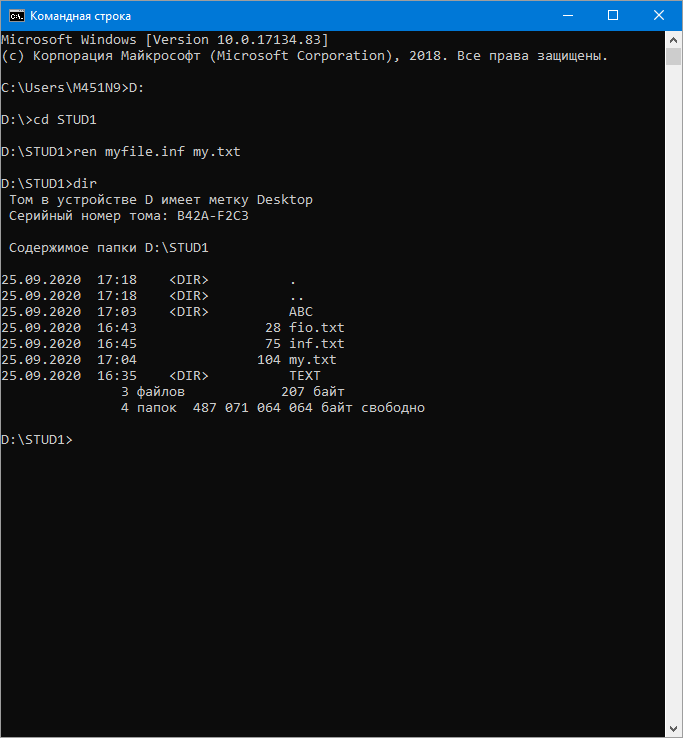 Командная строка
Microsoft Windows [Version 10.0.17134.83]
(c) Корпорация Майкрософт (Microsoft Corporation), 2018. Все права защищены.
C:\Users\M451N9>D:
D:\>cd STUD1
D:\STUD1>ren myfile.inf my.txt
D:\STUD1>dir
Том в устройстве D имеет метку Desktop
Серийный номер тома: B42A-F2C3
Содержимое папки D:\STUD1
25.09.2020  17:18    <DIR>          .
25.09.2020  17:18    <DIR>          ..
25.09.2020  17:03    <DIR>          ABC
25.09.2020  16:43                28 fio.txt
25.09.2020  16:45                75 inf.txt
25.09.2020  17:04               104 my.txt
25.09.2020  16:35    <DIR>          TEXT
3 файлов            207 байт
4 папок  487 071 064 064 байт свободно
D:\STUD1>